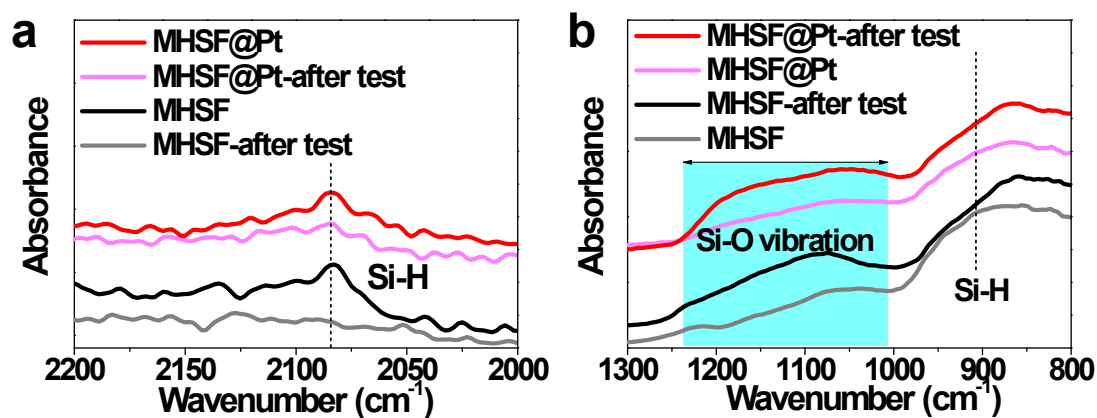 a
MHSF@Pt
MHSF@Pt-after test
MHSF
MHSF-after test
Si-H
Absorbance
2200 2150 2100 2050 2000
Wavenumber (cm⁻¹)
b
MHSF@Pt-after test
MHSF@Pt
MHSF-after test
MHSF
Si-O vibration
Si-H
Absorbance
1300 1200 1100 1000 900 800
Wavenumber (cm⁻¹)